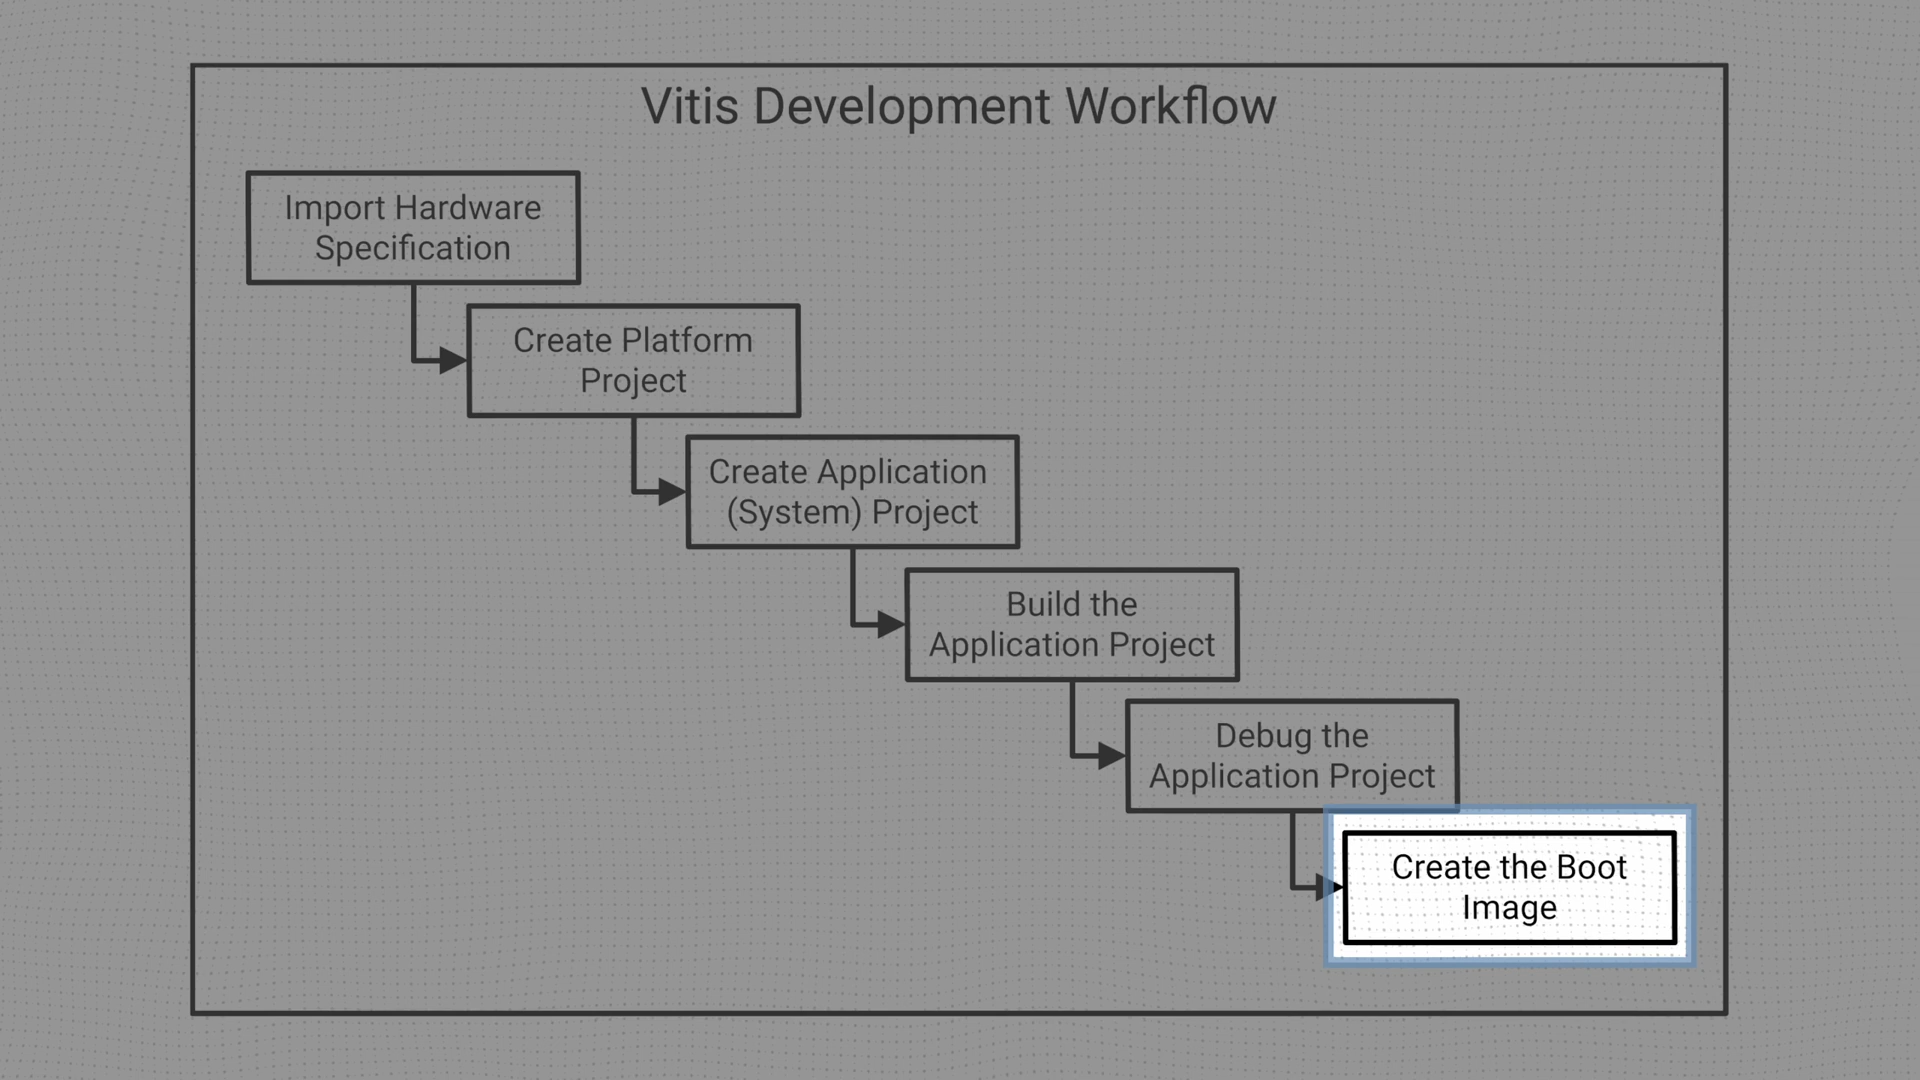 Vitis Development Workflow
Import Hardware
Specification
Create Platform
Project
Create Application
(System) Project
Build the
Application Project
Debug the
Application Project
Create the Boot
Image